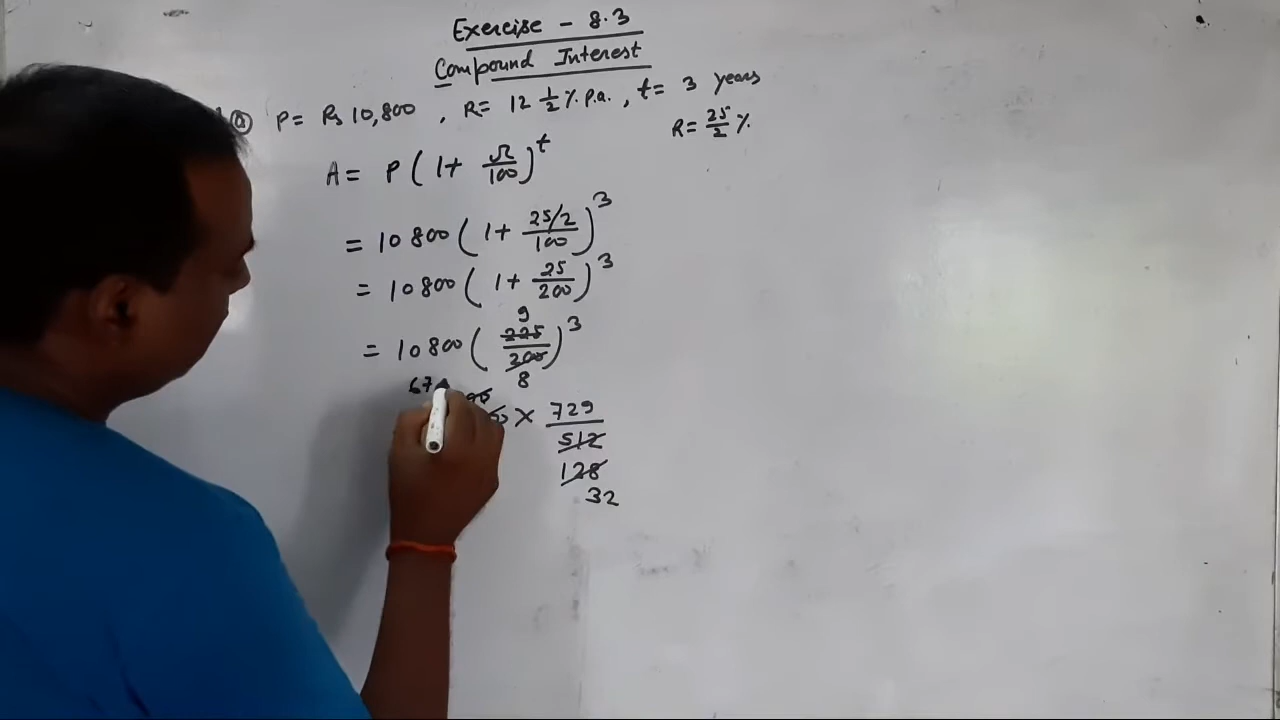 Exercise - 8.3
Compound Interest
(a) P = Rs 10,800 , R = 12 1/2 % P.a. , t = 3 years
R = 25/2 %
A = P ( 1 + r/100 )^t
= 10800 ( 1 + 25/2/100 )^3
= 10800 ( 1 + 25/200 )^3
9
= 10800 ( 225/200 )^3
8
67
× 729/512
128
32